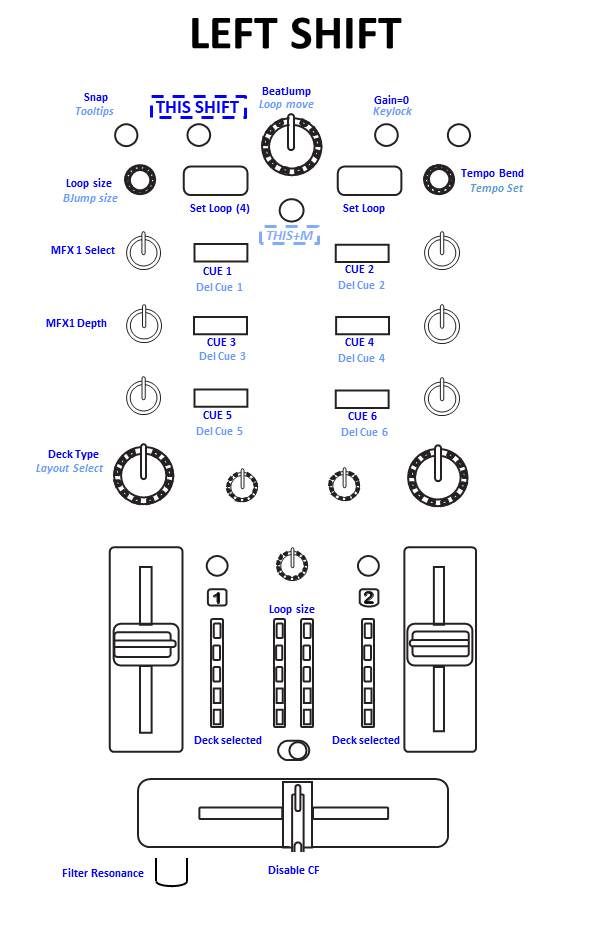 LEFT SHIFT
BeatJump
Snap
THIS SHIFT
Loop move
Gain=0
Tooltips
Keylock
Loop size
Tempo Bend
BJump size
Tempo Set
Set Loop (4)
Set Loop
THIS+M
MFX 1 Select
CUE 1
CUE 2
Del Cue 1
Del Cue 2
MFX1 Depth
CUE 3
CUE 4
Del Cue 3
Del Cue 4
CUE 5
CUE 6
Del Cue 5
Del Cue 6
Deck Type
Layout Select
1
2
Loop size
Deck selected
Deck selected
Filter Resonance
Disable CF